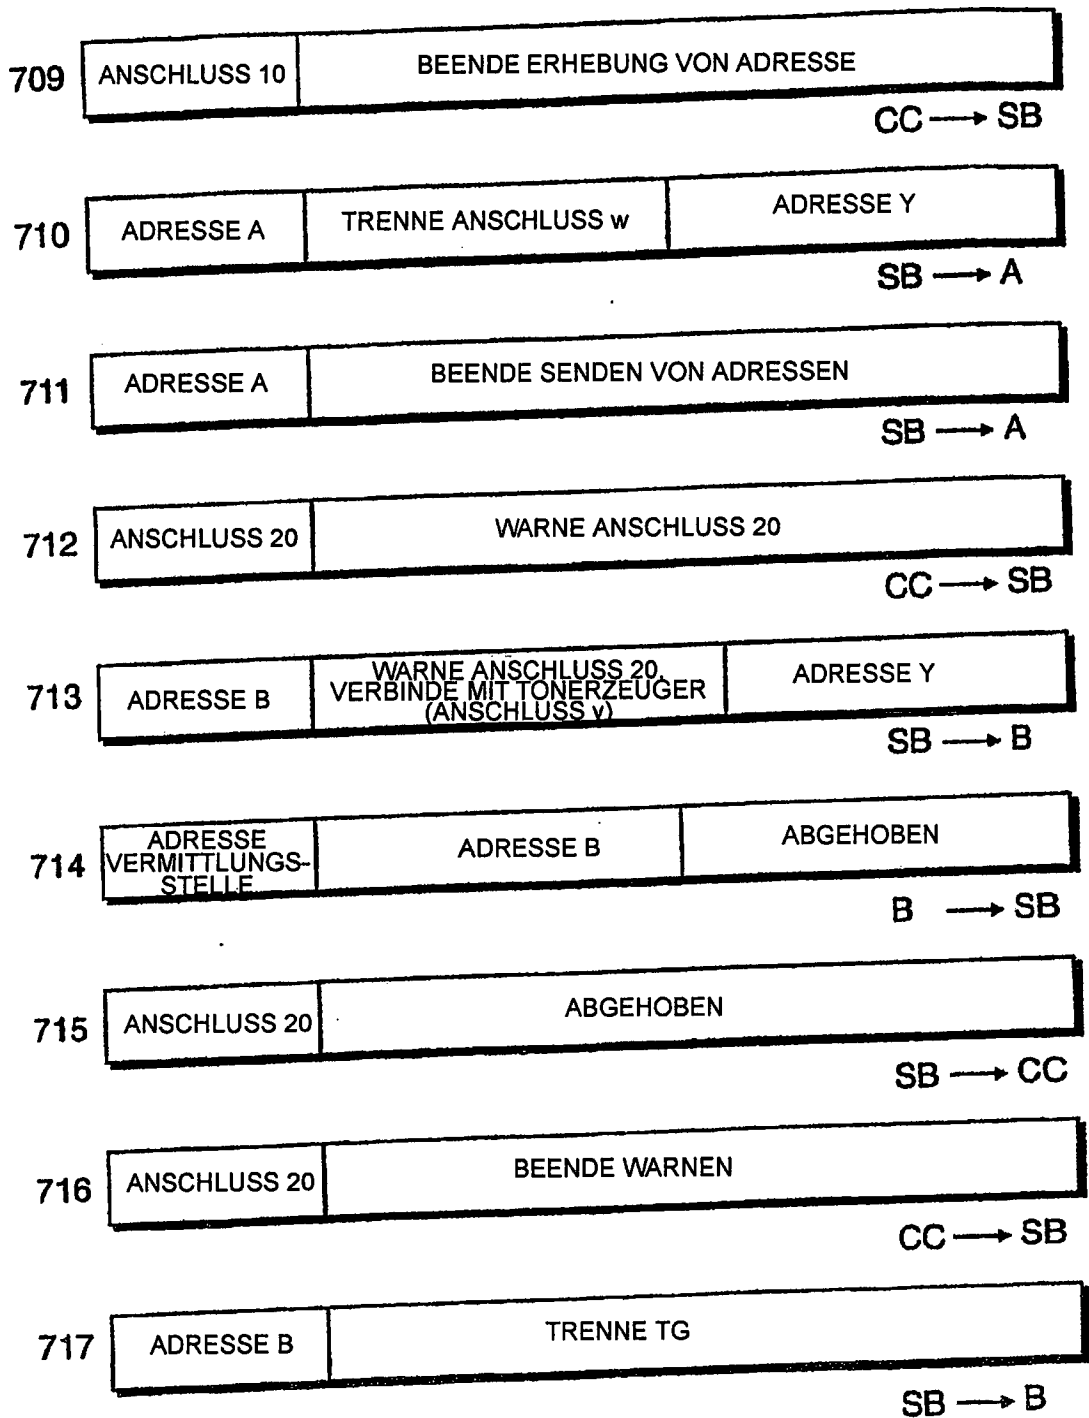 709 ANSCHLUSS 10 BEENDE ERHEBUNG VON ADRESSE
CC → SB
710 ADRESSE A TRENNE ANSCHLUSS w ADRESSE Y
SB → A
711 ADRESSE A BEENDE SENDEN VON ADRESSEN
SB → A
712 ANSCHLUSS 20 WARNE ANSCHLUSS 20
CC → SB
713 ADRESSE B
WARNE ANSCHLUSS 20,
VERBINDE MIT TONERZEUGER
(ANSCHLUSS v)
ADRESSE Y
SB → B
714
ADRESSE
VERMITTLUNGS-
STELLE
ADRESSE B ABGEHOBEN
B → SB
715 ANSCHLUSS 20 ABGEHOBEN
SB → CC
716 ANSCHLUSS 20 BEENDE WARNEN
CC → SB
717 ADRESSE B TRENNE TG
SB → B